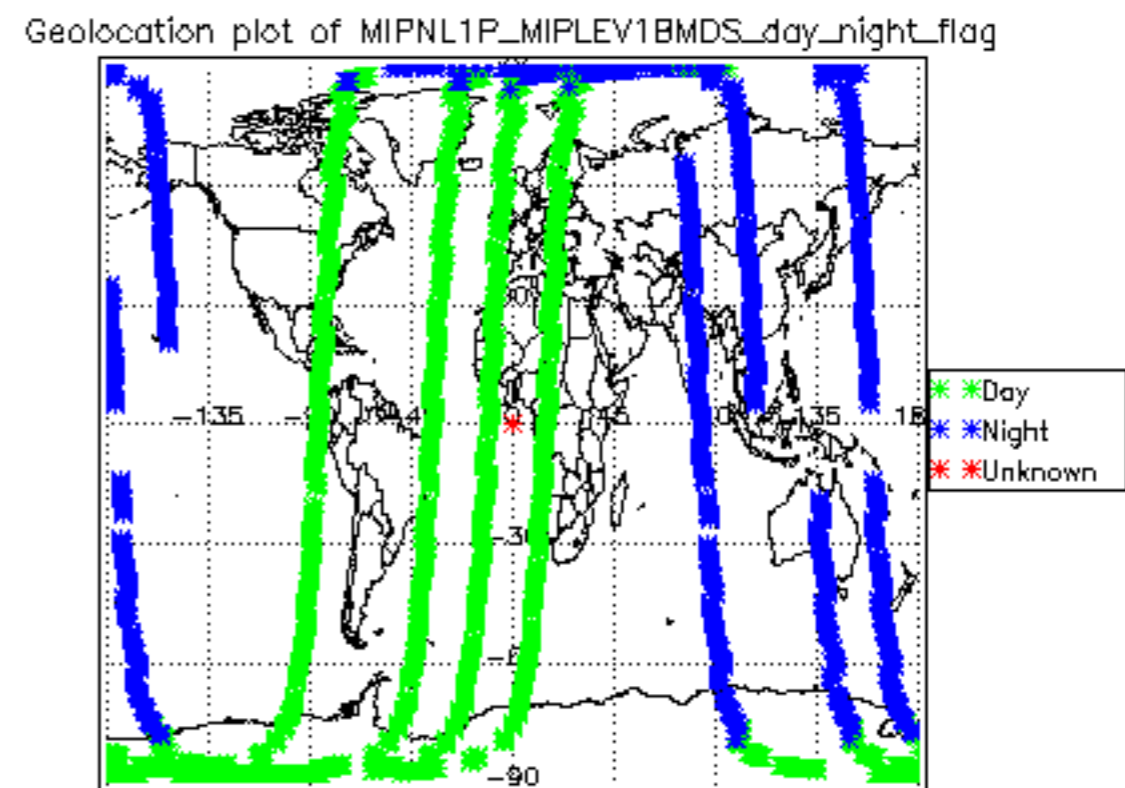 Geolocation plot of MIPNL1P_MIPLEV1BMDS_day_night_flag
-135
45
135
-30
-90
Day
Night
Unknown